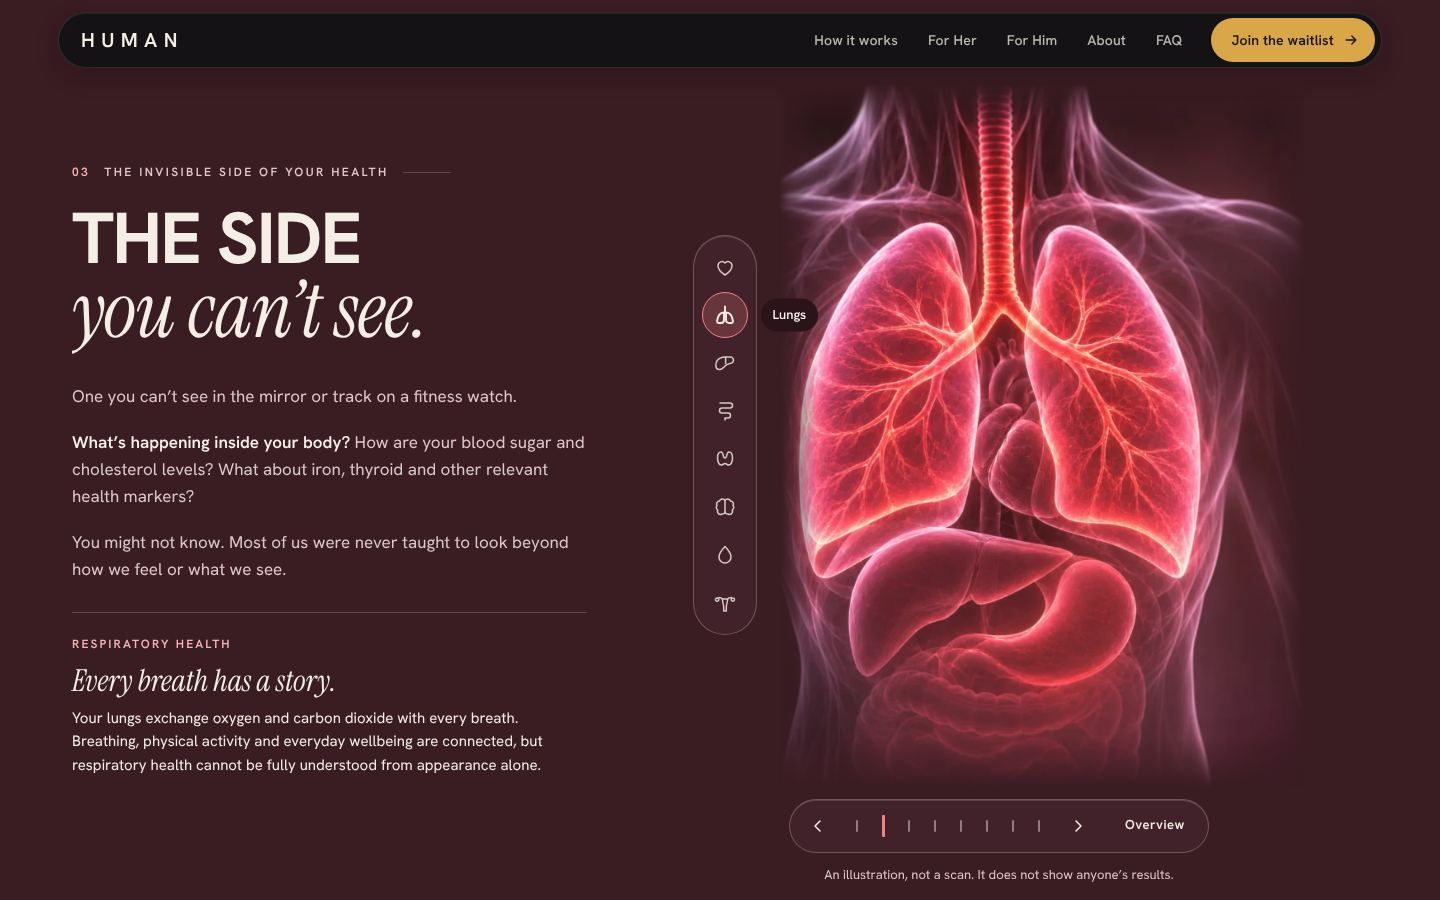 HUMAN
How it works
For Her
For Him
About
FAQ
Join the waitlist
03 THE INVISIBLE SIDE OF YOUR HEALTH
THE SIDE
you can’t see.
One you can’t see in the mirror or track on a fitness watch.
What’s happening inside your body? How are your blood sugar and
cholesterol levels? What about iron, thyroid and other relevant
health markers?
You might not know. Most of us were never taught to look beyond
how we feel or what we see.
RESPIRATORY HEALTH
Every breath has a story.
Your lungs exchange oxygen and carbon dioxide with every breath.
Breathing, physical activity and everyday wellbeing are connected, but
respiratory health cannot be fully understood from appearance alone.
Lungs
Overview
An illustration, not a scan. It does not show anyone’s results.